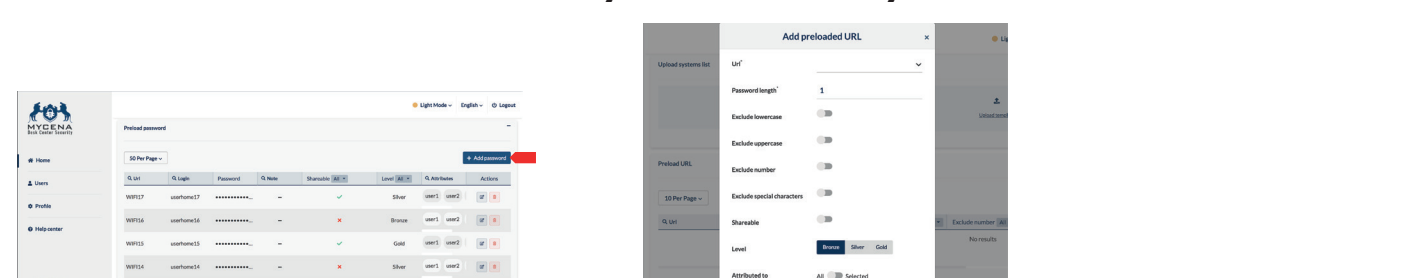 Light Mode English Logout
MYCENA
Desk Center Security
Preload password
Home
Users
Profile
Help center
50 Per Page
+ Add password
Url Login Password Note Shareable All Level All Attributes Actions
WIFI17 userhome17 •••••••••••... – Silver user1 user2
WIFI16 userhome16 •••••••••••... – Bronze user1 user2
WIFI15 userhome15 •••••••••••... – Gold user1 user2
WIFI14 userhome14 •••••••••••... – Silver user1 user2
Add preloaded URL ×
Upload systems list
Url*
Password length* 1
Exclude lowercase
Exclude uppercase
Exclude number
Exclude special characters
Shareable
Level Bronze Silver Gold
Attributed to All Selected
Preload URL
10 Per Page
Url
Exclude number All
No results